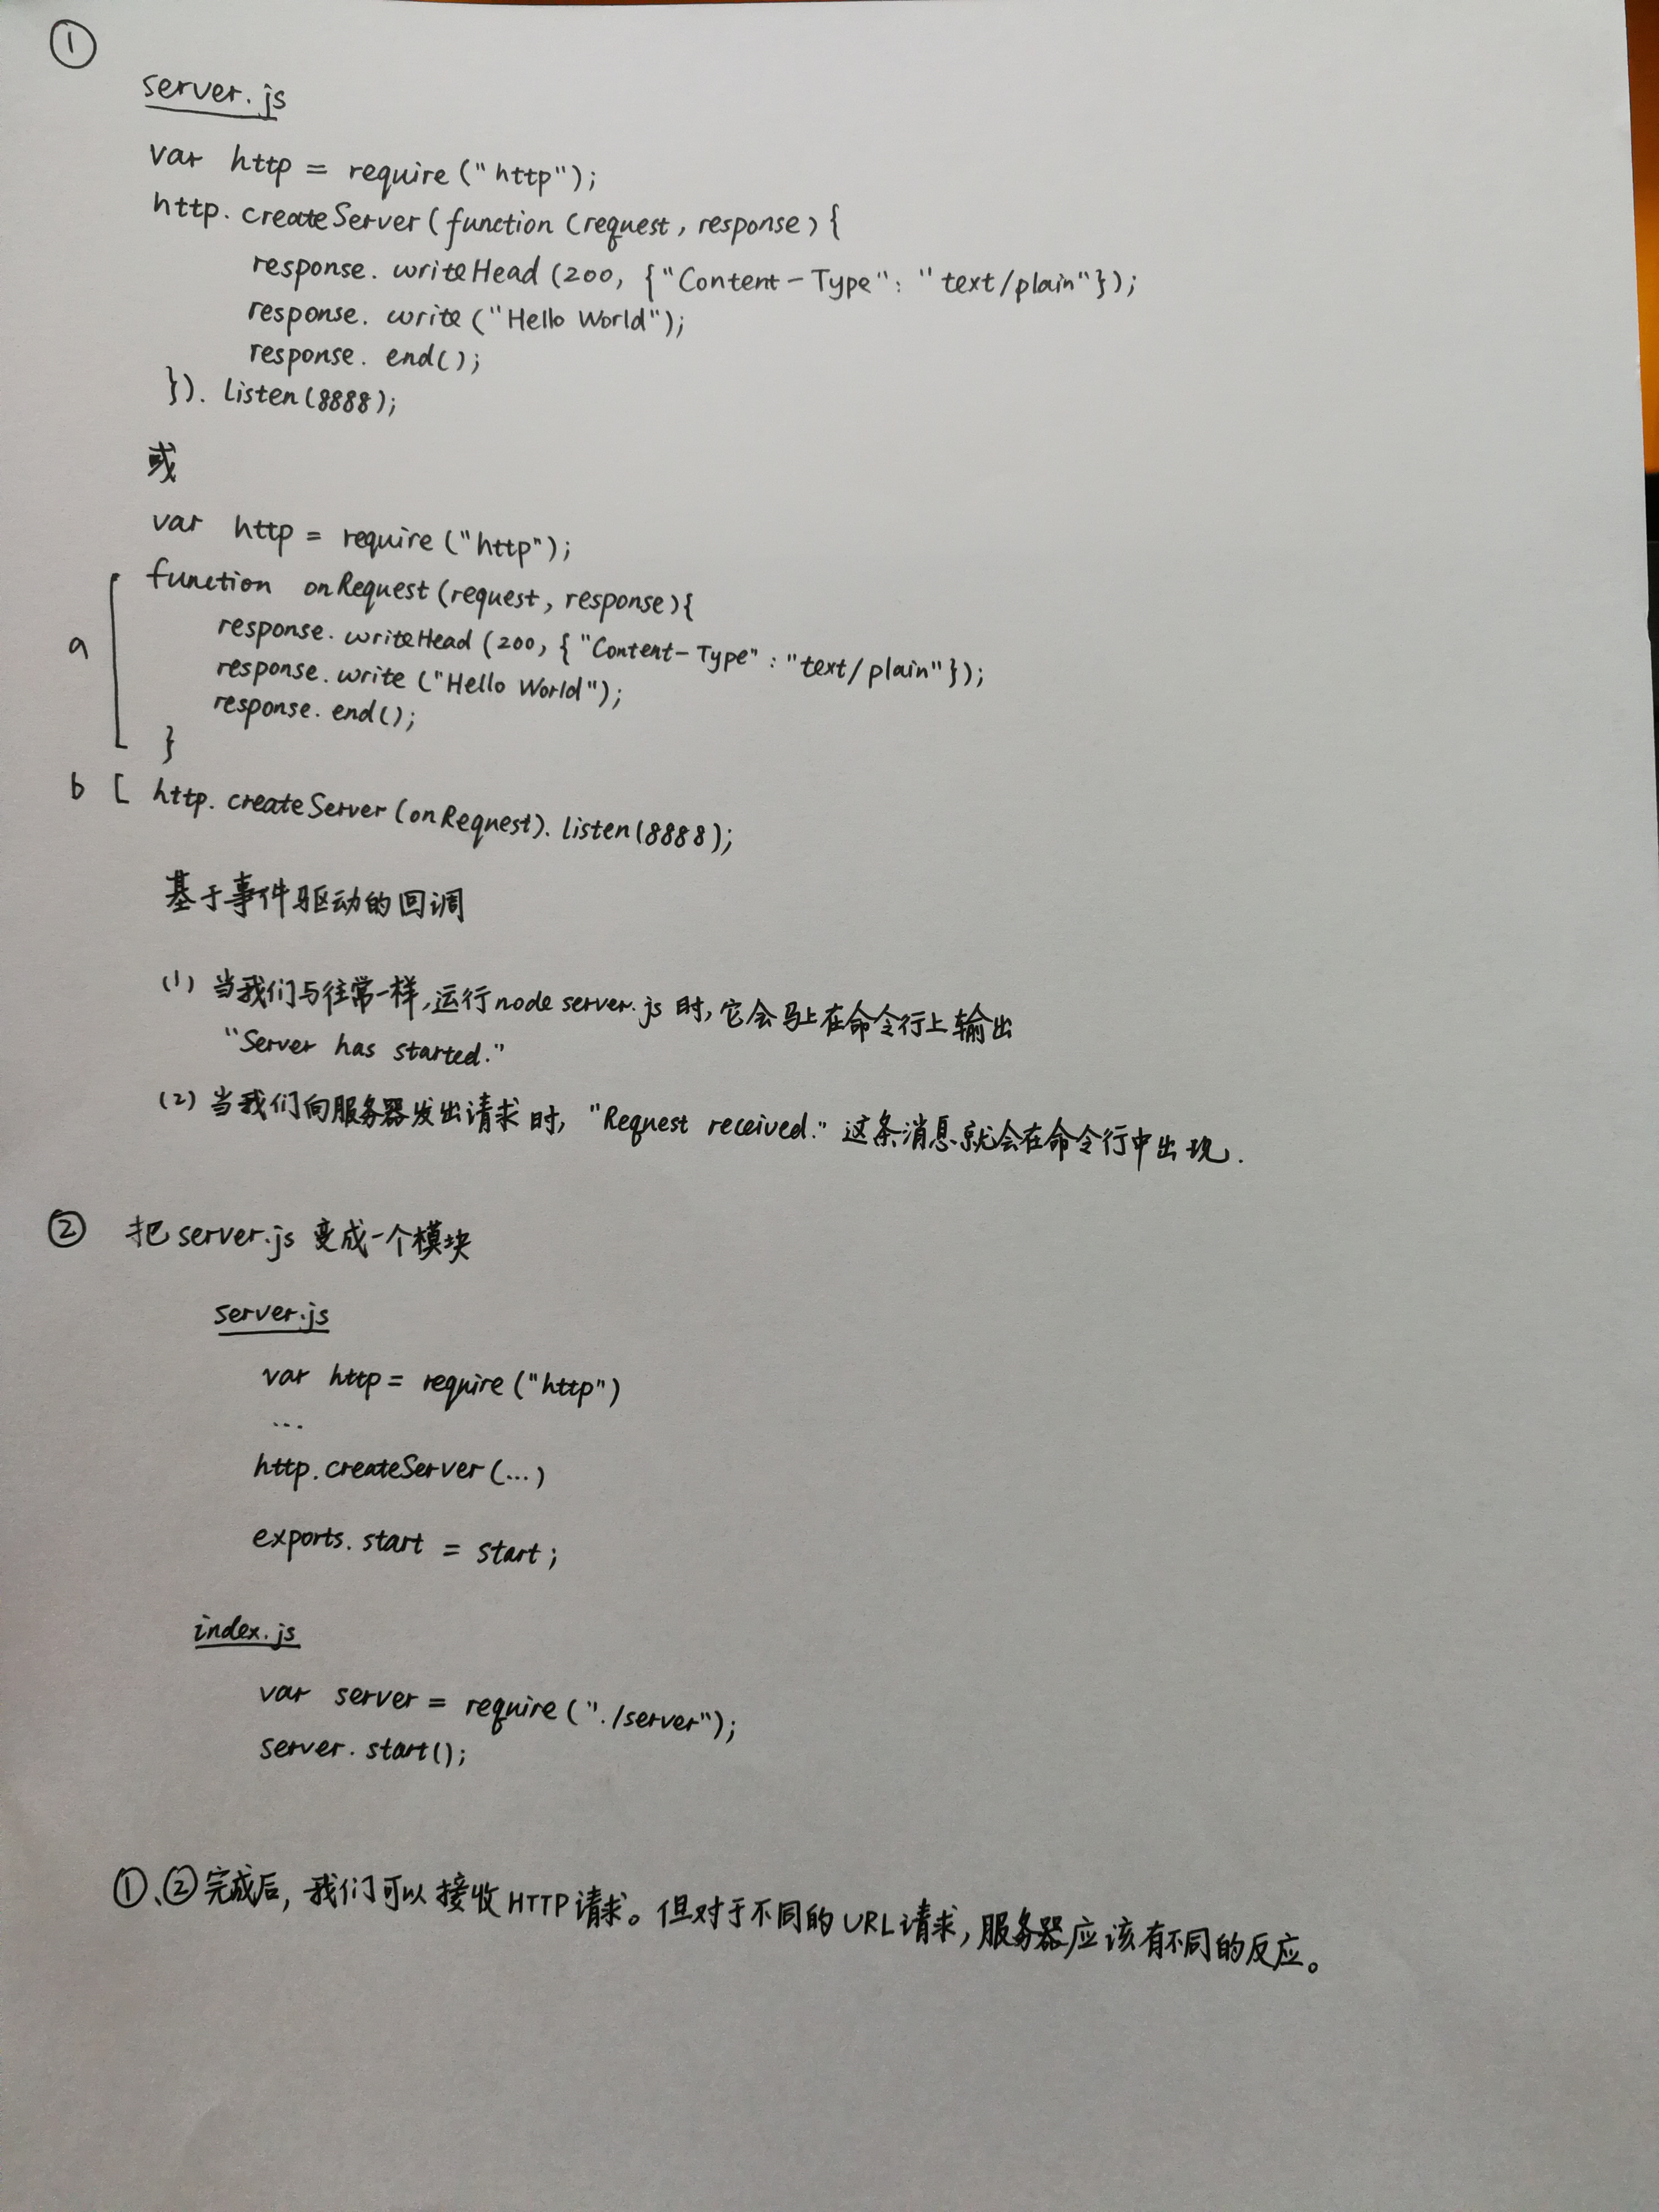 ①
server.js
var http = require("http");
http.createServer(function(request, response){
response.writeHead(200, {"Content-Type": "text/plain"});
response.write("Hello World");
response.end();
}).listen(8888);
或
var http = require("http");
function onRequest(request, response){
a
response.writeHead(200, {"Content-Type": "text/plain"});
response.write("Hello World");
response.end();
}
b [ http.createServer(onRequest).listen(8888);
基于事件驱动的回调
(1) 当我们与往常一样,运行node server.js时,它会马上在命令行上输出
"Server has started."
(2) 当我们向服务器发出请求时, "Request received." 这条消息就会在命令行中出现.
② 把server.js 变成一个模块
server.js
var http = require("http")
...
http.createServer(...)
exports.start = start;
index.js
var server = require("./server");
server.start();
①、②完成后, 我们可以接收HTTP请求。但对于不同的URL请求,服务器应该有不同的反应。